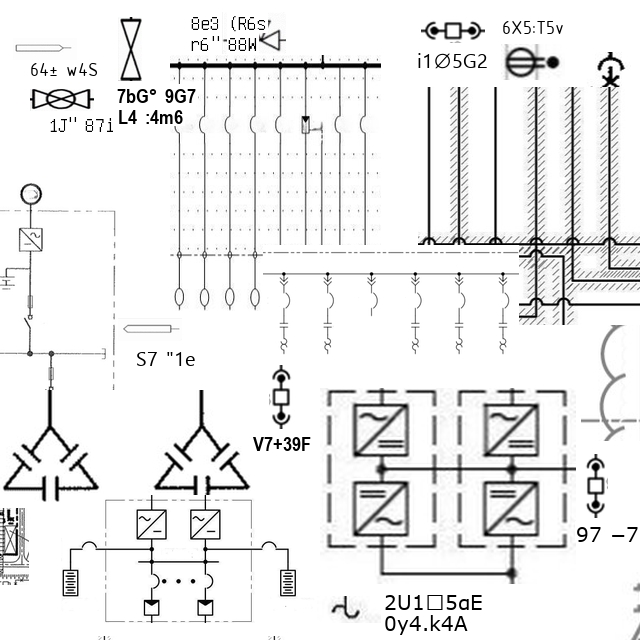 8e3 (R6s
r6"-88W
6X5:T5v
i1∅5G2
64± w4S
7bG° 9G7
L4 :4m6
1J" 87i
S7 "1e
V7+39F
97 −7
2U1□5aE
0y4.k4A